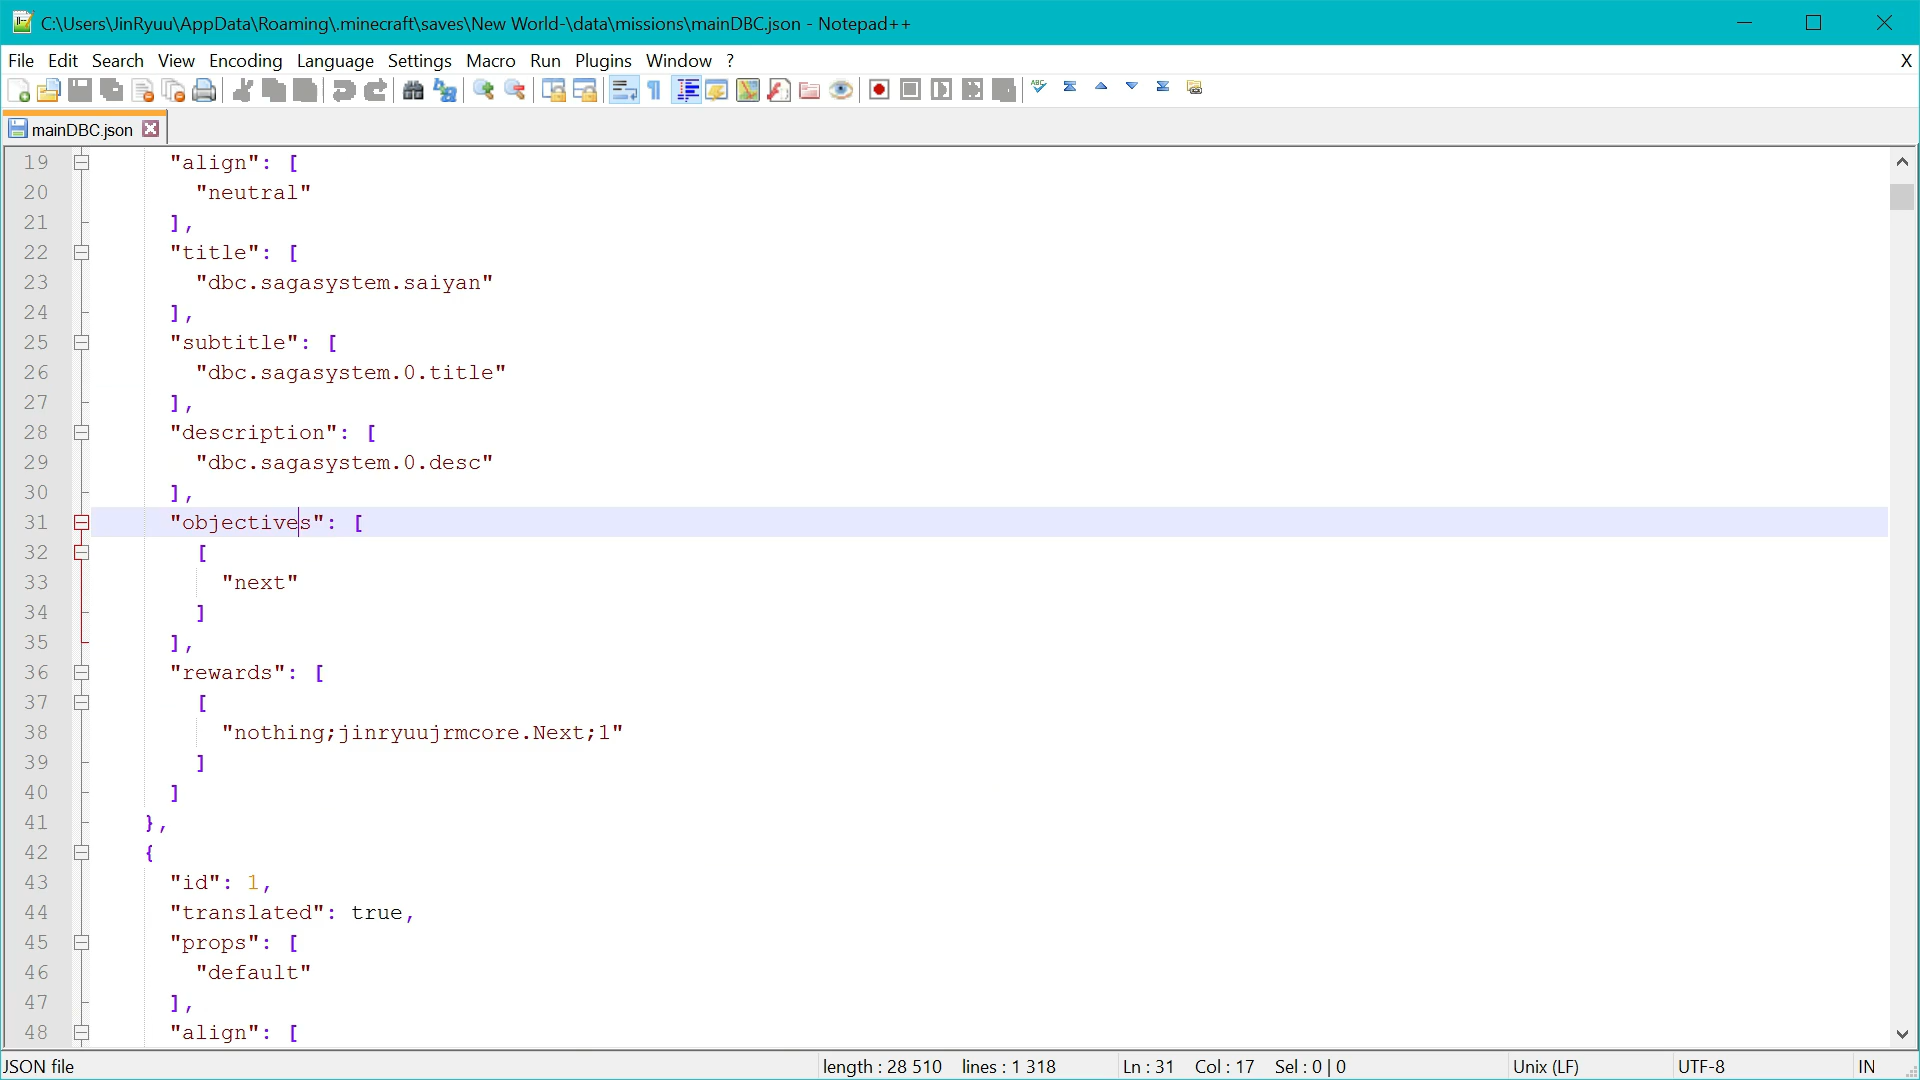 C:\Users\JinRyuu\AppData\Roaming\.minecraft\saves\New World-\data\missions\mainDBC.json - Notepad++
File Edit Search View Encoding Language Settings Macro Run Plugins Window ? X
mainDBC.json
19 "align": [
20 "neutral"
21 ],
22 "title": [
23 "dbc.sagasystem.saiyan"
24 ],
25 "subtitle": [
26 "dbc.sagasystem.0.title"
27 ],
28 "description": [
29 "dbc.sagasystem.0.desc"
30 ],
31 "objectives": [
32 [
33 "next"
34 ]
35 ],
36 "rewards": [
37 [
38 "nothing;jinryuujrmcore.Next;1"
39 ]
40 ]
41 },
42 {
43 "id": 1,
44 "translated": true,
45 "props": [
46 "default"
47 ],
48 "align": [
JSON file length : 28 510 lines : 1 318 Ln : 31 Col : 17 Sel : 0 | 0 Unix (LF) UTF-8 IN